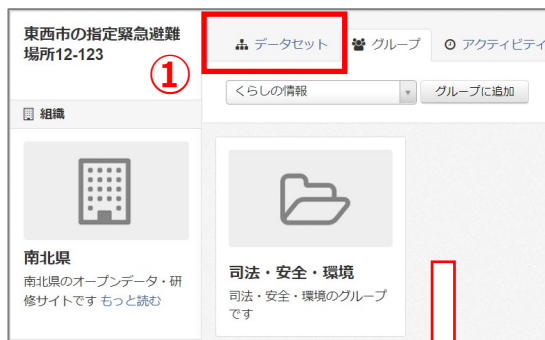 東西市の指定緊急避難
場所12-123
①
データセット
グループ
アクティビティ
くらしの情報
グループに追加
組織
南北県
南北県のオープンデータ・研
修サイトです もっと読む
司法・安全・環境
司法・安全・環境のグループ
です